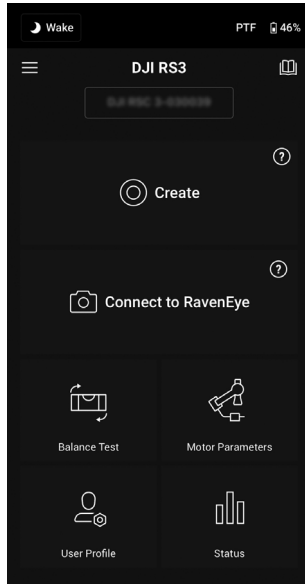 Wake
PTF 46%
DJI RS3
Create
Connect to RavenEye
Balance Test
Motor Parameters
User Profile
Status